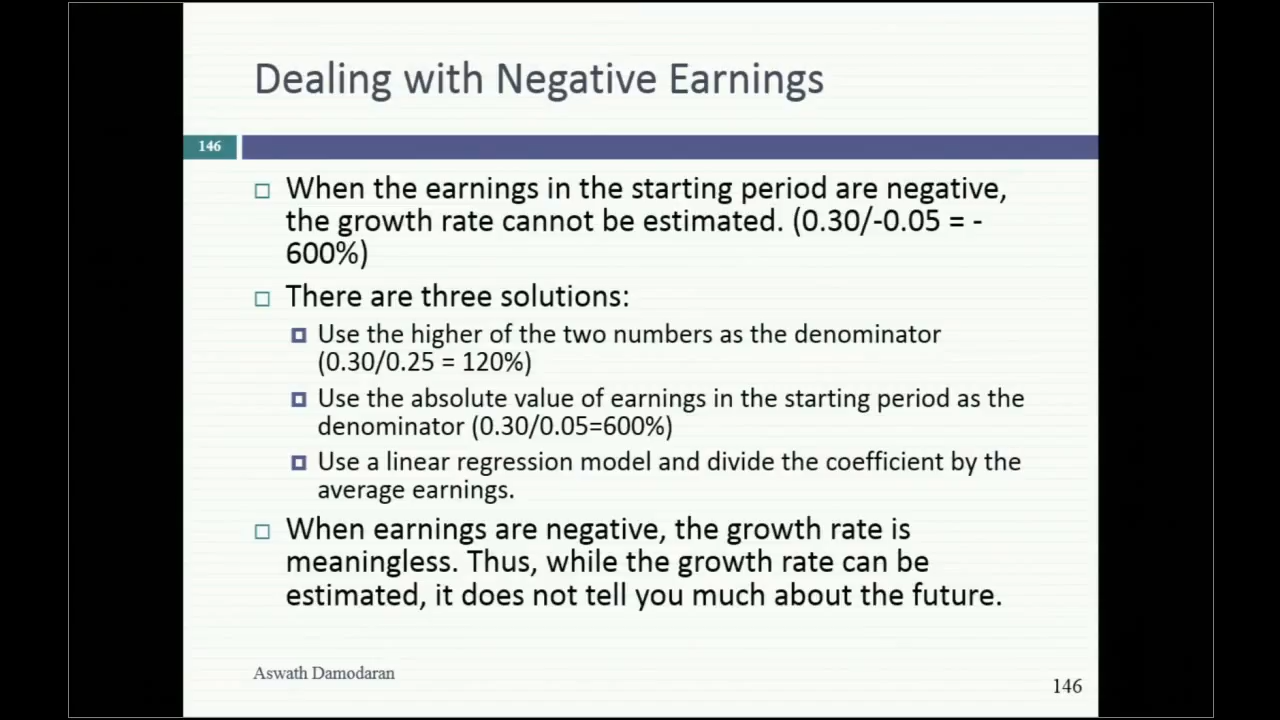 Dealing with Negative Earnings
146
When the earnings in the starting period are negative,
the growth rate cannot be estimated. (0.30/-0.05 = -
600%)
There are three solutions:
Use the higher of the two numbers as the denominator
(0.30/0.25 = 120%)
Use the absolute value of earnings in the starting period as the
denominator (0.30/0.05=600%)
Use a linear regression model and divide the coefficient by the
average earnings.
When earnings are negative, the growth rate is
meaningless. Thus, while the growth rate can be
estimated, it does not tell you much about the future.
Aswath Damodaran
146